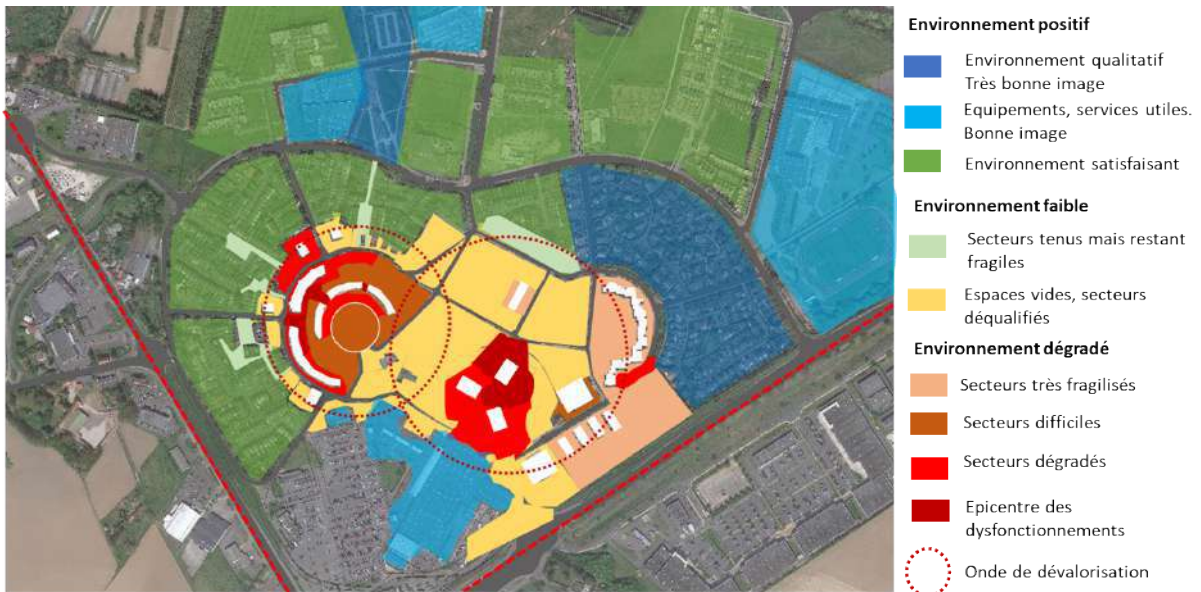 Environnement positif
Environnement qualitatif
Très bonne image
Equipements, services utiles.
Bonne image
Environnement satisfaisant
Environnement faible
Secteurs tenus mais restant
fragiles
Espaces vides, secteurs
déqualifiés
Environnement dégradé
Secteurs très fragilisés
Secteurs difficiles
Secteurs dégradés
Epicentre des
dysfonctionnements
Onde de dévalorisation